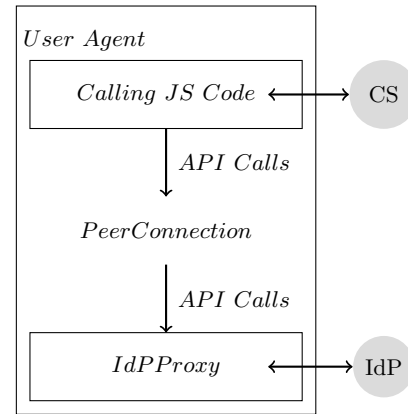 User Agent
Calling JS Code
CS
API Calls
PeerConnection
API Calls
IdPProxy
IdP